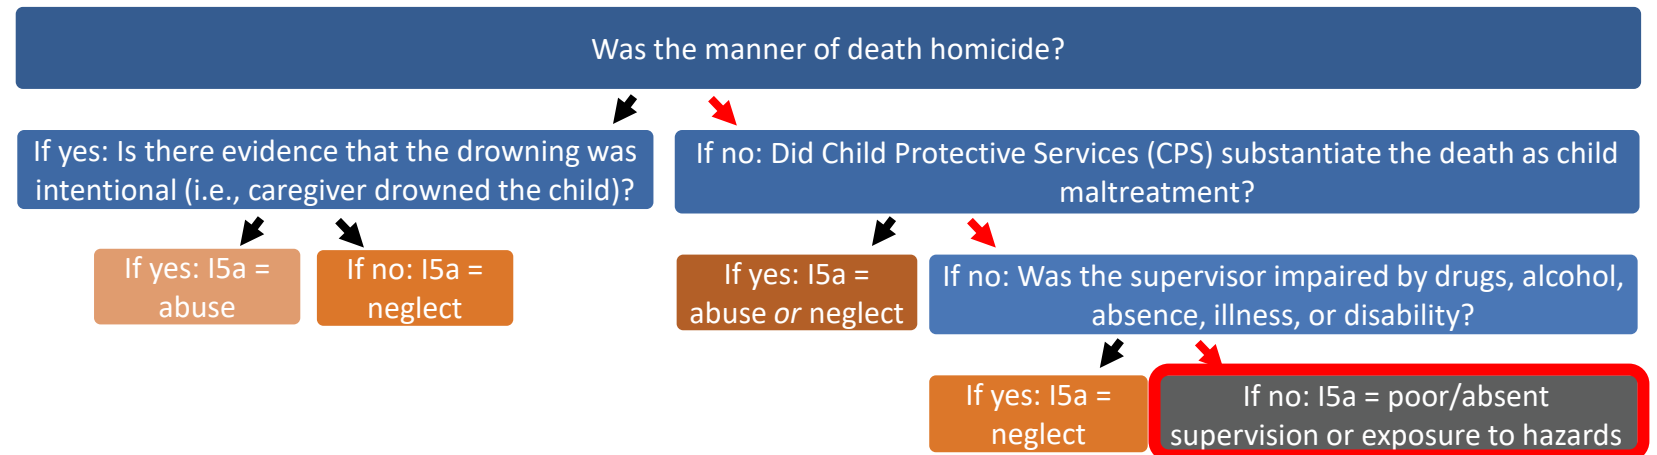 Was the manner of death homicide?
If yes: Is there evidence that the drowning was
intentional (i.e., caregiver drowned the child)?
If no: Did Child Protective Services (CPS) substantiate the death as child
maltreatment?
If yes: I5a =
abuse
If no: I5a =
neglect
If yes: I5a =
abuse or neglect
If no: Was the supervisor impaired by drugs, alcohol,
absence, illness, or disability?
If yes: I5a =
neglect
If no: I5a = poor/absent
supervision or exposure to hazards